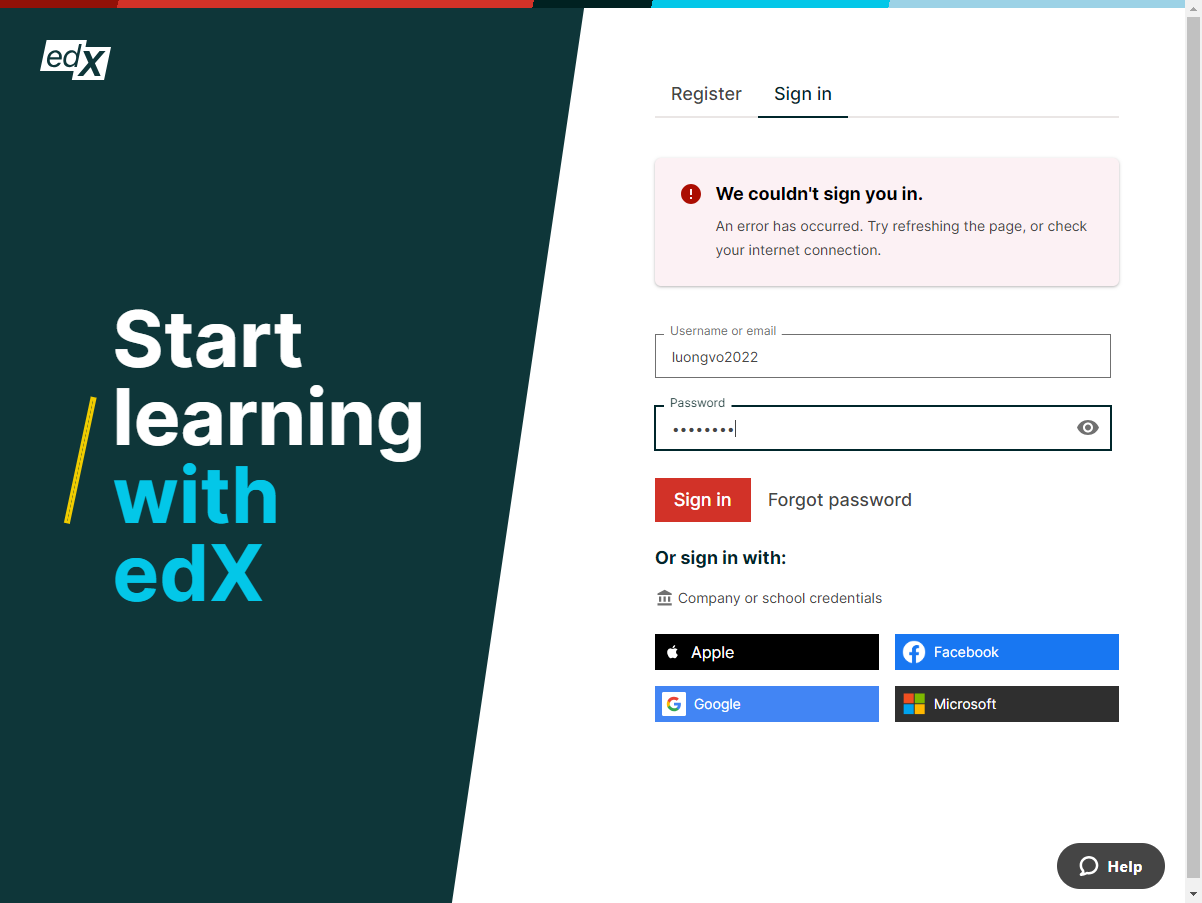 edX
Register
Sign in
We couldn't sign you in.
An error has occurred. Try refreshing the page, or check
your internet connection.
Start
learning
with
edX
Username or email
luongvo2022
Password
••••••••
Sign in
Forgot password
Or sign in with:
Company or school credentials
Apple
Facebook
Google
Microsoft
Help